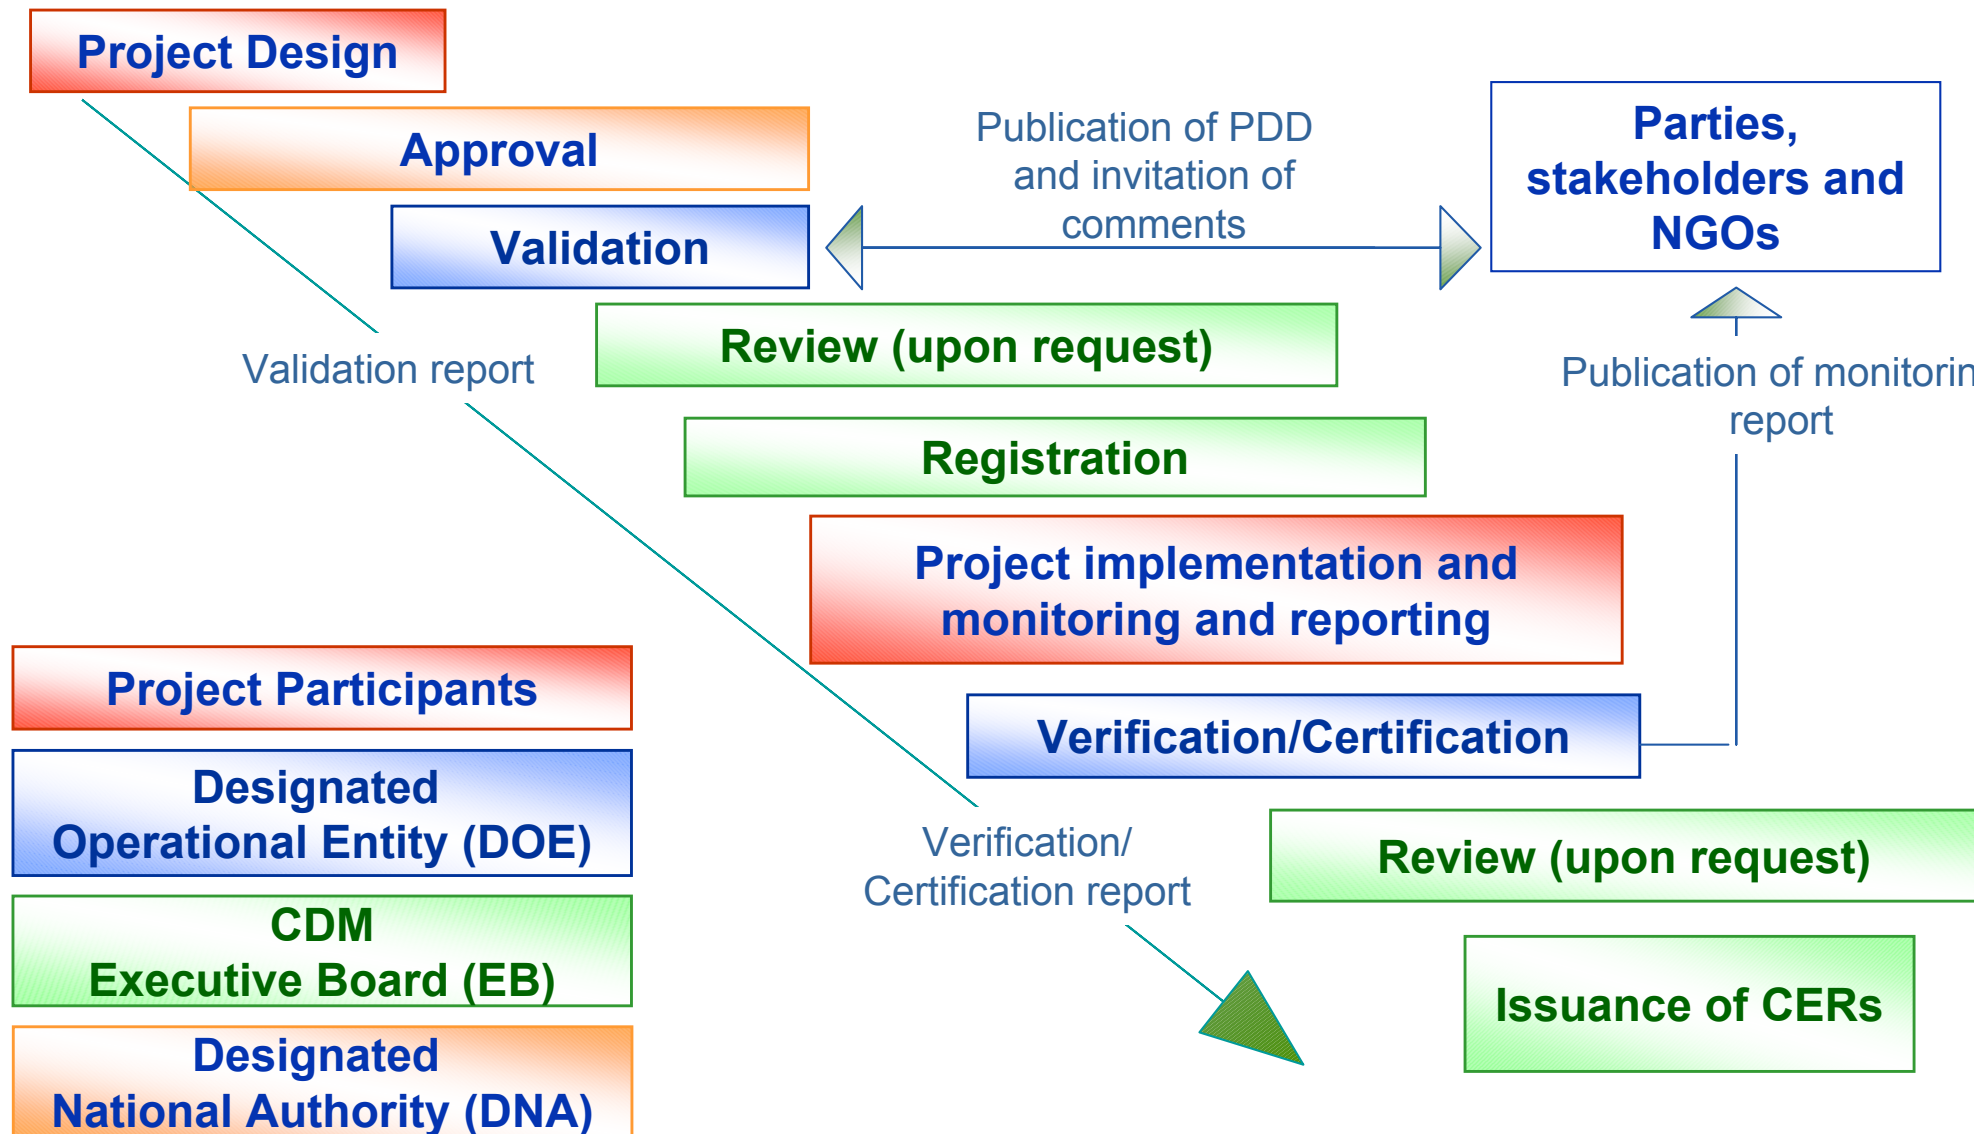 Project Design
Approval
Validation
Publication of PDD
and invitation of
comments
Parties,
stakeholders and
NGOs
Review (upon request)
Validation report
Publication of monitorin
report
Registration
Project implementation and
monitoring and reporting
Verification/Certification
Verification/
Certification report
Review (upon request)
Issuance of CERs
Project Participants
Designated
Operational Entity (DOE)
CDM
Executive Board (EB)
Designated
National Authority (DNA)